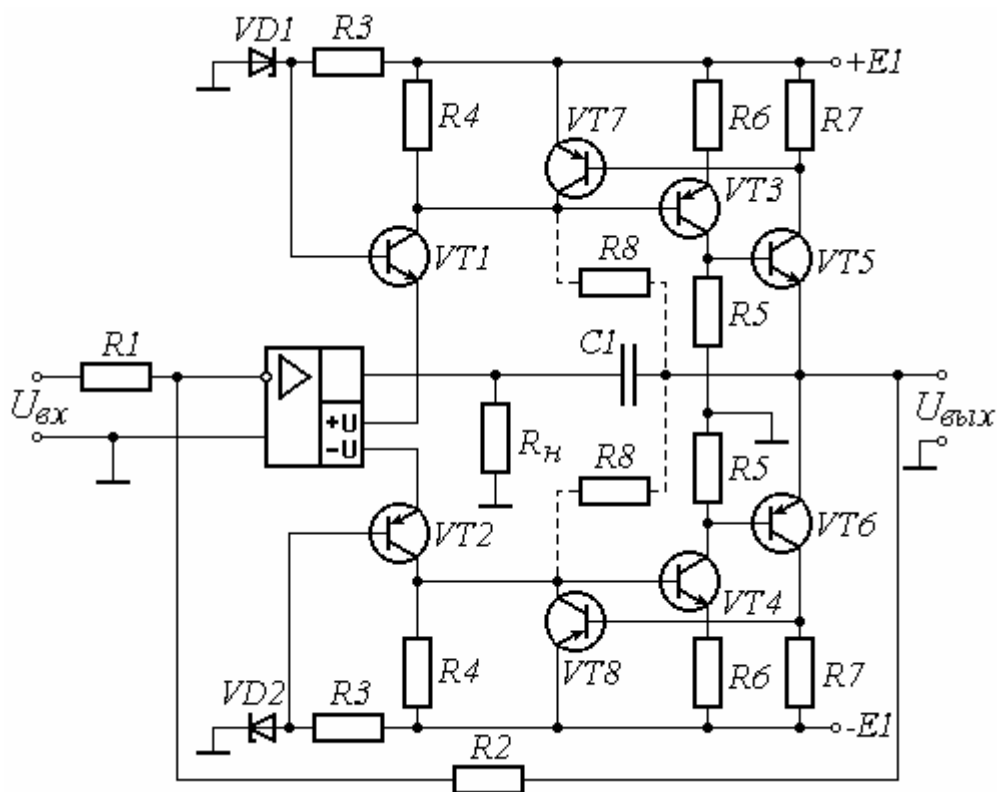 VD1
R3
+E1
R4
VT7
R6
R7
VT3
VT1
R8
VT5
R1
C1
R5
Uвх
+U
-U
Rн
Uвых
R8
R5
VT2
VT6
VT4
R4
VT8
R6
R7
VD2
R3
-E1
R2